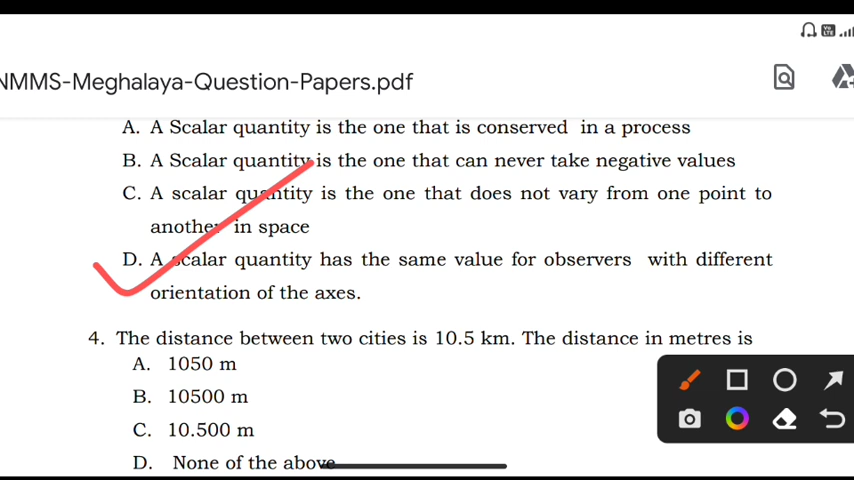 NMMS-Meghalaya-Question-Papers.pdf
A. A Scalar quantity is the one that is conserved in a process
B. A Scalar quantity is the one that can never take negative values
C. A scalar quantity is the one that does not vary from one point to
another in space
D. A scalar quantity has the same value for observers with different
orientation of the axes.
4. The distance between two cities is 10.5 km. The distance in metres is
A. 1050 m
B. 10500 m
C. 10.500 m
D. None of the above